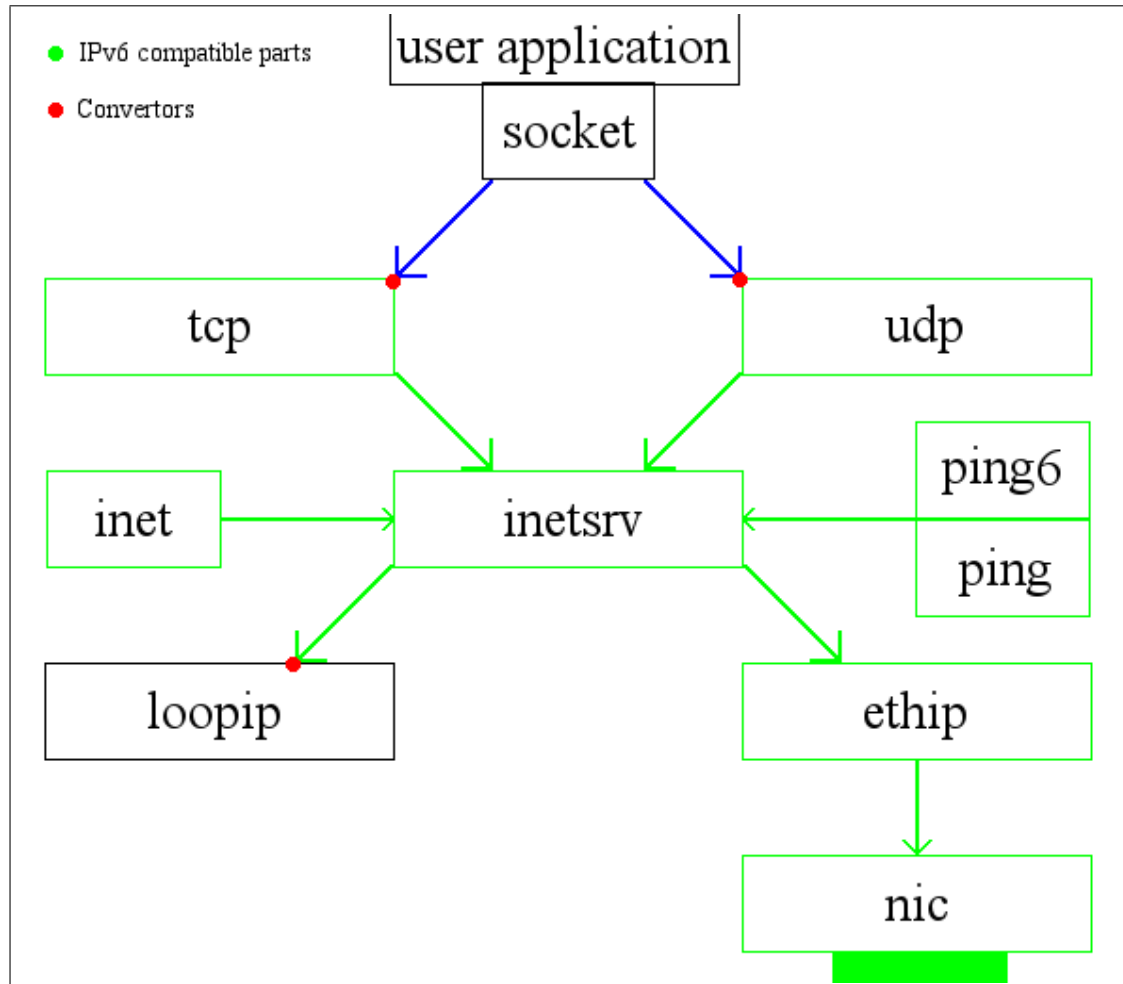 IPv6 compatible parts
Convertors
user application
socket
tcp
udp
inet
inetsrv
ping6
ping
loopip
ethip
nic